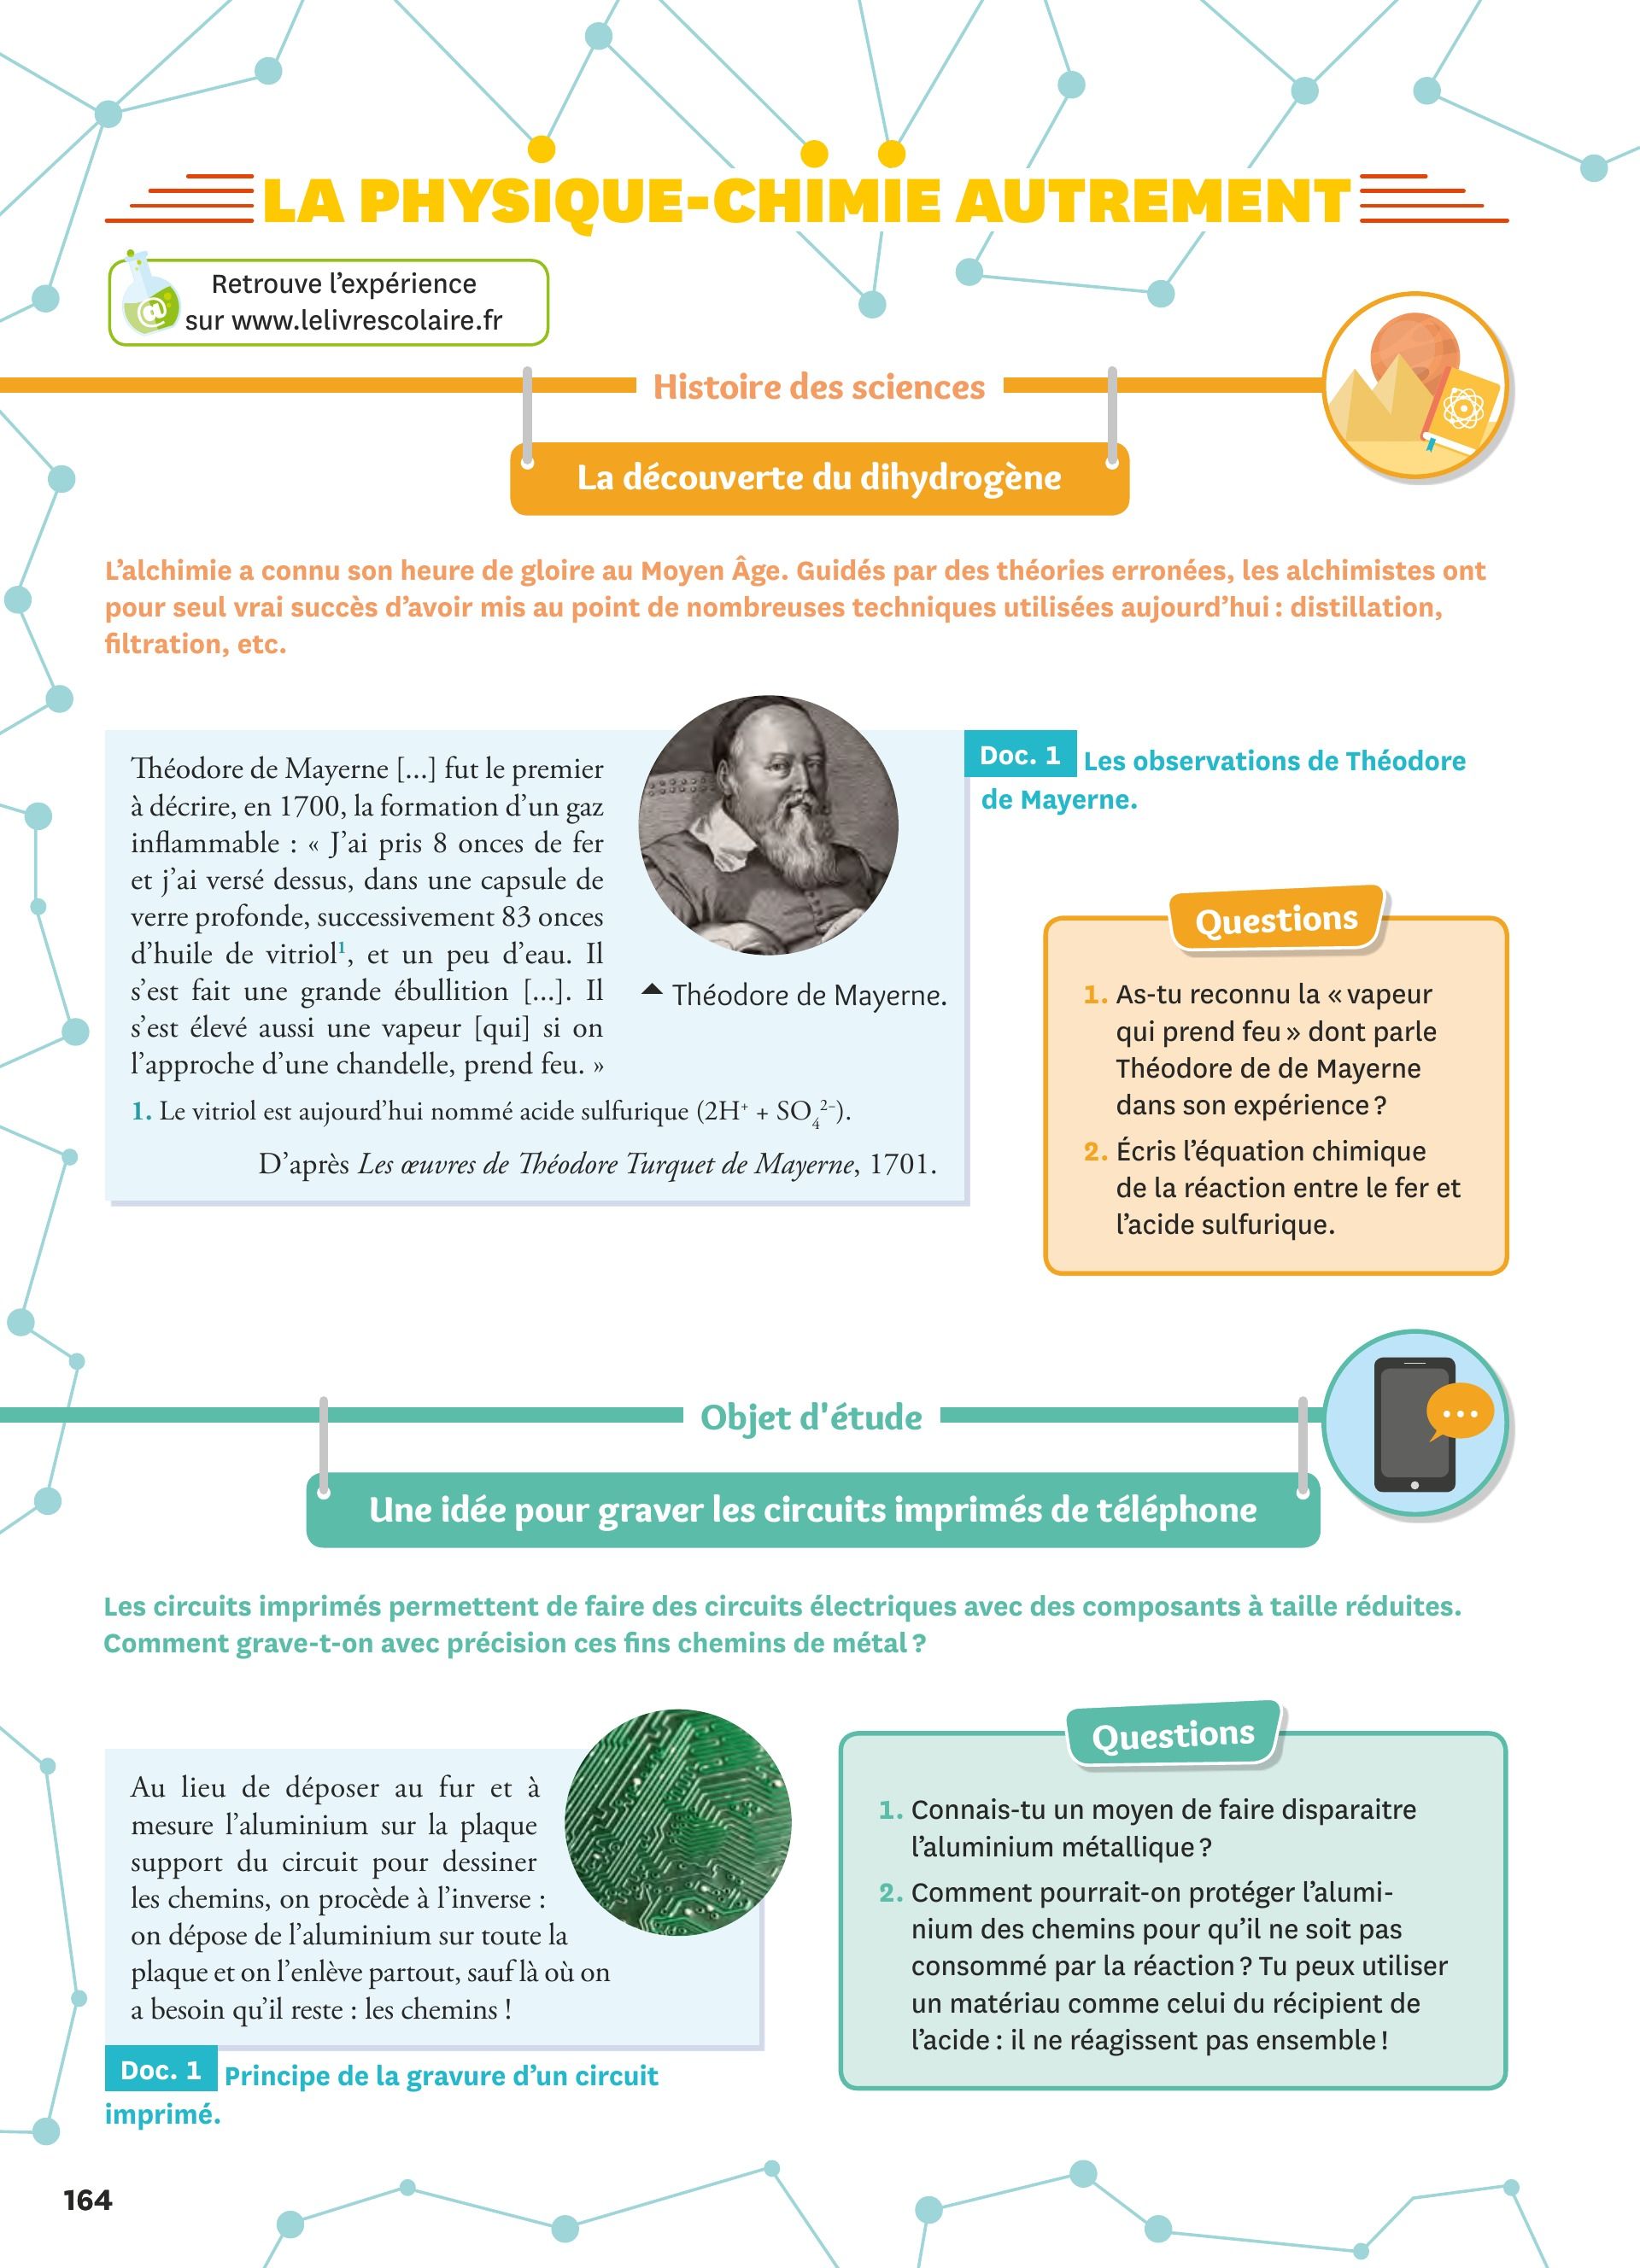 LA PHYSIQUE-CHIMIE AUTREMENT
@
Retrouve l’expérience
sur www.lelivrescolaire.fr
Histoire des sciences
La découverte du dihydrogène
L’alchimie a connu son heure de gloire au Moyen Âge. Guidés par des théories erronées, les alchimistes ont
pour seul vrai succès d’avoir mis au point de nombreuses techniques utilisées aujourd’hui : distillation,
filtration, etc.
Théodore de Mayerne [...] fut le premier
à décrire, en 1700, la formation d’un gaz
inflammable : « J’ai pris 8 onces de fer
et j’ai versé dessus, dans une capsule de
verre profonde, successivement 83 onces
d’huile de vitriol¹, et un peu d’eau. Il
s’est fait une grande ébullition [...]. Il
s’est élevé aussi une vapeur [qui] si on
l’approche d’une chandelle, prend feu. »
1. Le vitriol est aujourd’hui nommé acide sulfurique (2H⁺ + SO₄²⁻).
D’après Les œuvres de Théodore Turquet de Mayerne, 1701.
Théodore de Mayerne.
Doc. 1 Les observations de Théodore
de Mayerne.
Questions
1. As-tu reconnu la « vapeur
qui prend feu » dont parle
Théodore de de Mayerne
dans son expérience ?
2. Écris l’équation chimique
de la réaction entre le fer et
l’acide sulfurique.
Objet d'étude
Une idée pour graver les circuits imprimés de téléphone
Les circuits imprimés permettent de faire des circuits électriques avec des composants à taille réduites.
Comment grave-t-on avec précision ces fins chemins de métal ?
Au lieu de déposer au fur et à
mesure l’aluminium sur la plaque
support du circuit pour dessiner
les chemins, on procède à l’inverse :
on dépose de l’aluminium sur toute la
plaque et on l’enlève partout, sauf là où on
a besoin qu’il reste : les chemins !
Doc. 1 Principe de la gravure d’un circuit
imprimé.
Questions
1. Connais-tu un moyen de faire disparaitre
l’aluminium métallique ?
2. Comment pourrait-on protéger l’alumi-
nium des chemins pour qu’il ne soit pas
consommé par la réaction ? Tu peux utiliser
un matériau comme celui du récipient de
l’acide : il ne réagissent pas ensemble !
164